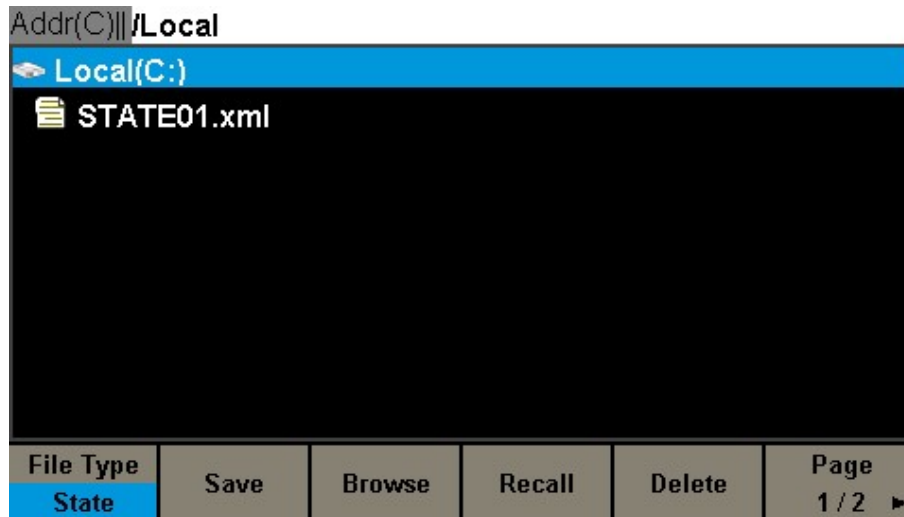 Addr(C)|| /Local
Local(C:)
STATE01.xml
File Type
State
Save
Browse
Recall
Delete
Page
1 / 2